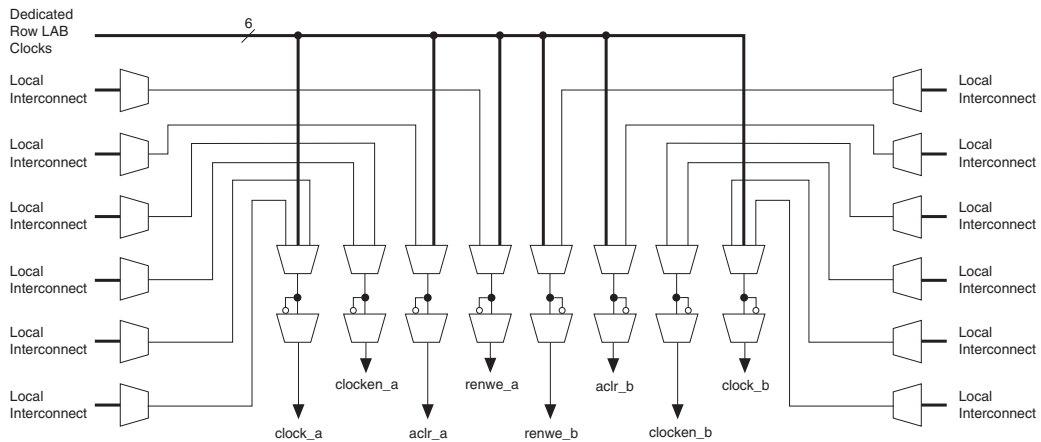 Dedicated
Row LAB
Clocks
6
Local
Interconnect
Local
Interconnect
Local
Interconnect
Local
Interconnect
Local
Interconnect
Local
Interconnect
Local
Interconnect
Local
Interconnect
Local
Interconnect
Local
Interconnect
Local
Interconnect
Local
Interconnect
clocken_a
renwe_a
aclr_b
clock_b
clock_a
aclr_a
renwe_b
clocken_b